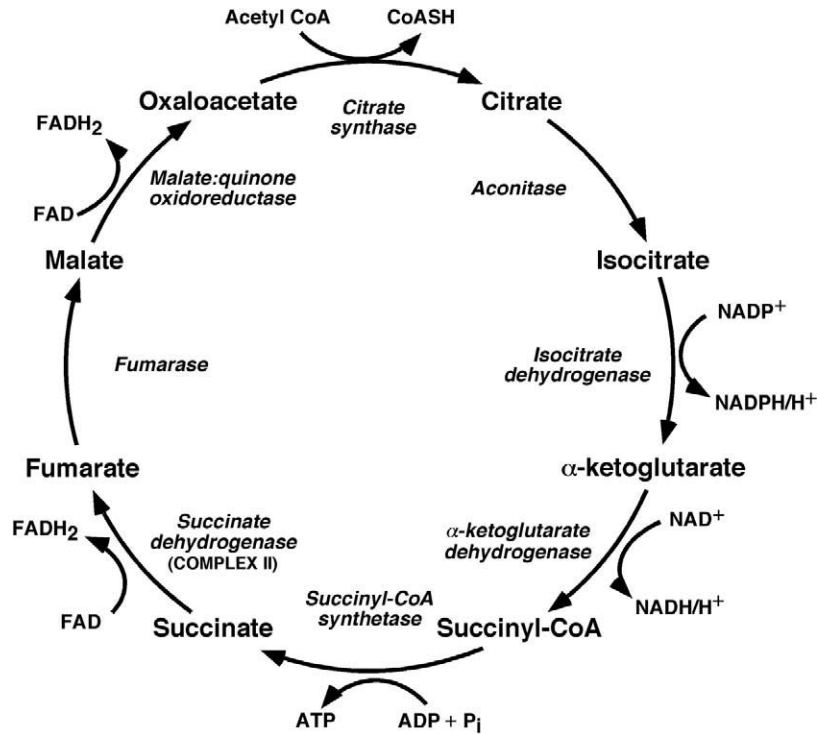 Acetyl CoA
CoASH
Oxaloacetate
Citrate
synthase
Citrate
FADH2
Malate:quinone
oxidoreductase
Aconitase
FAD
Malate
Isocitrate
NADP+
Fumarase
Isocitrate
dehydrogenase
NADPH/H+
Fumarate
α-ketoglutarate
FADH2
Succinate
dehydrogenase
(COMPLEX II)
α-ketoglutarate
dehydrogenase
NAD+
FAD
Succinate
Succinyl-CoA
synthetase
Succinyl-CoA
NADH/H+
ATP
ADP + Pi